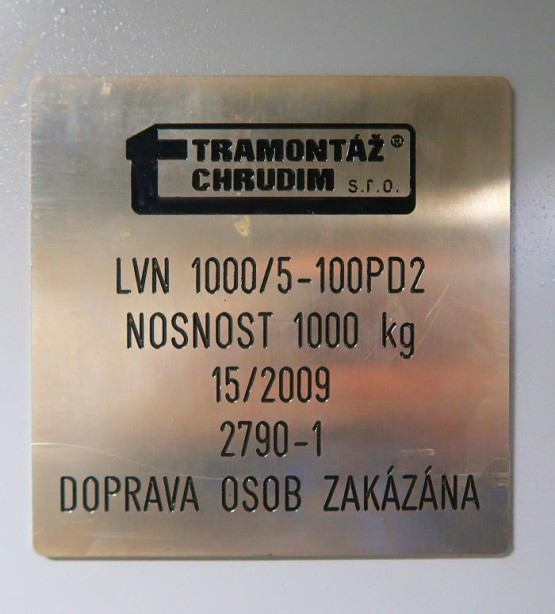 TRAMONTÁŽ®
CHRUDIM s.r.o.
LVN 1000/5-100PD2
NOSNOST 1000 kg
15/2009
2790-1
DOPRAVA OSOB ZAKÁZÁNA